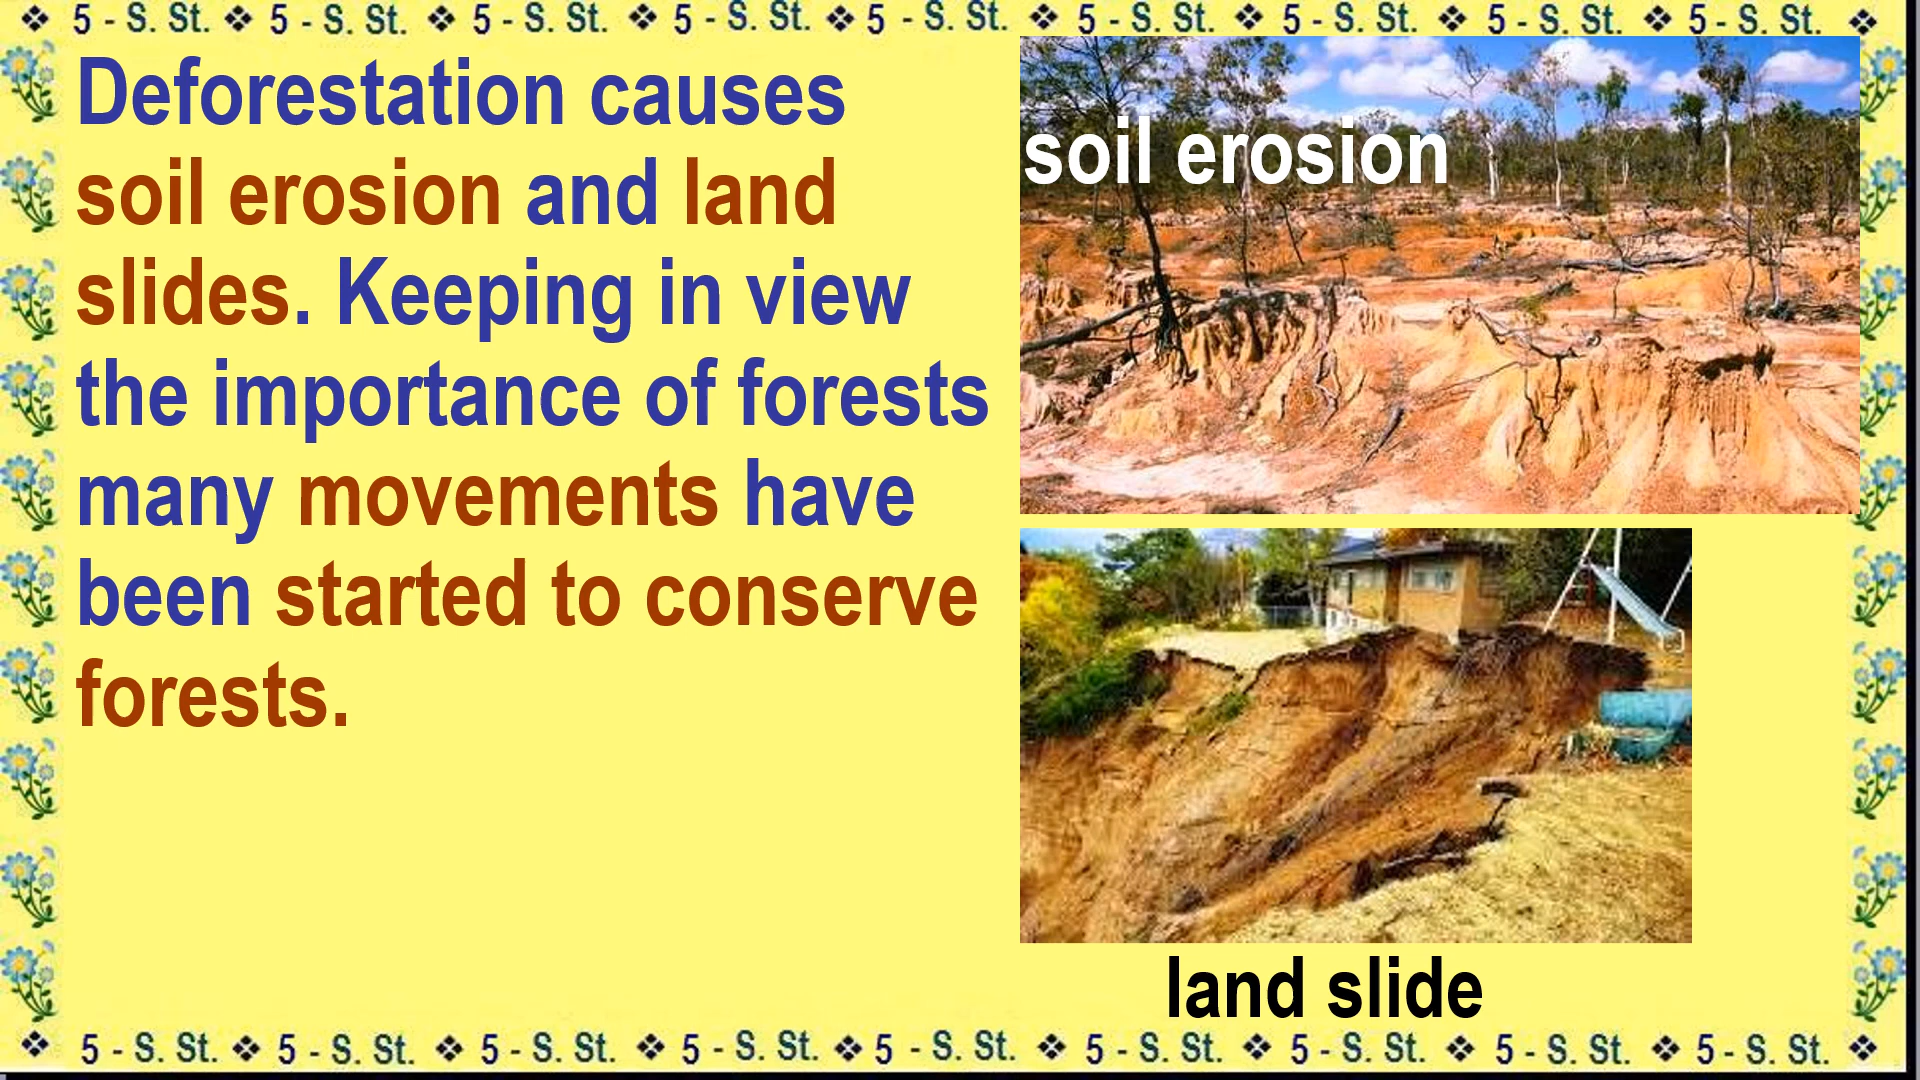 ❖ 5 - S. St. ❖ 5 - S. St. ❖ 5 - S. St. ❖ 5 - S. St. ❖ 5 - S. St. ❖ 5 - S. St. ❖ 5 - S. St. ❖ 5 - S. St. ❖ 5 - S. St. ❖
Deforestation causes
soil erosion and land
slides. Keeping in view
the importance of forests
many movements have
been started to conserve
forests.
soil erosion
land slide
❖ 5 - S. St. ❖ 5 - S. St. ❖ 5 - S. St. ❖ 5 - S. St. ❖ 5 - S. St. ❖ 5 - S. St. ❖ 5 - S. St. ❖ 5 - S. St. ❖ 5 - S. St. ❖